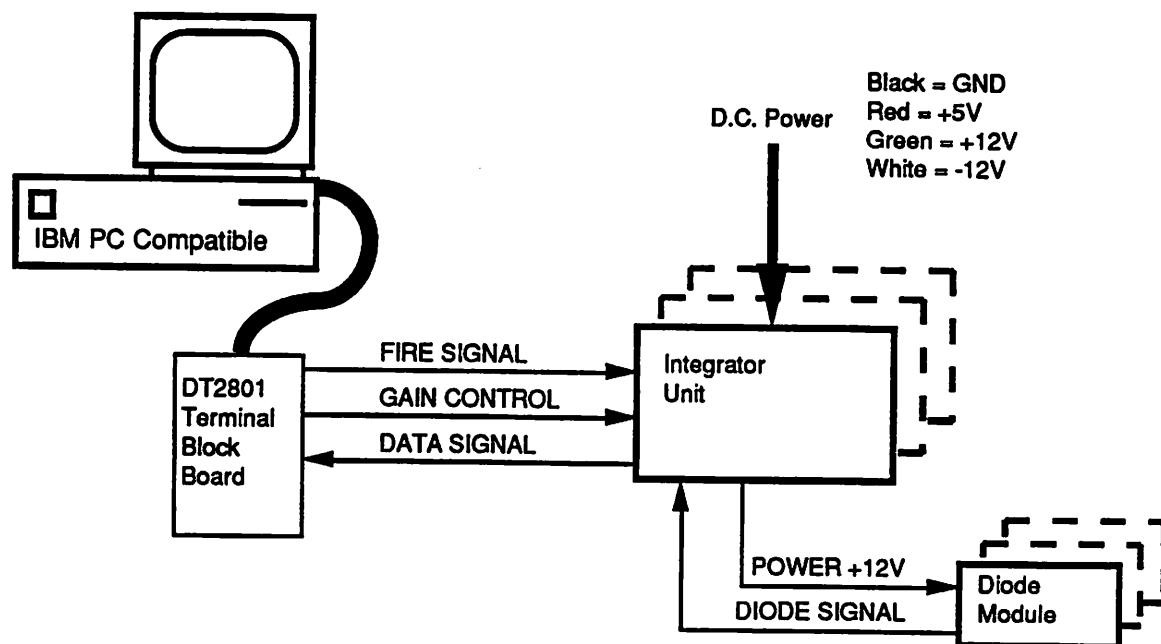 Black = GND
Red = +5V
Green = +12V
White = -12V
D.C. Power
IBM PC Compatible
FIRE SIGNAL
GAIN CONTROL
DATA SIGNAL
DT2801
Terminal
Block
Board
Integrator
Unit
POWER +12V
DIODE SIGNAL
Diode
Module